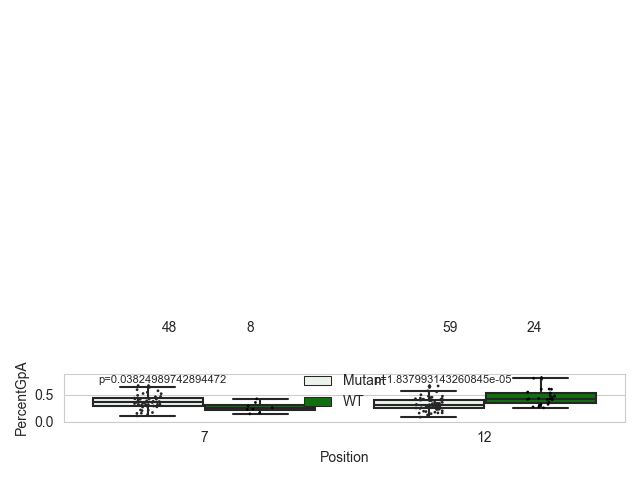 48 8 59 24
PercentGpA
p=0.03824989742894472
Mutant
p=1.837993143260845e-05
0.5
WT
0.0
7 12
Position